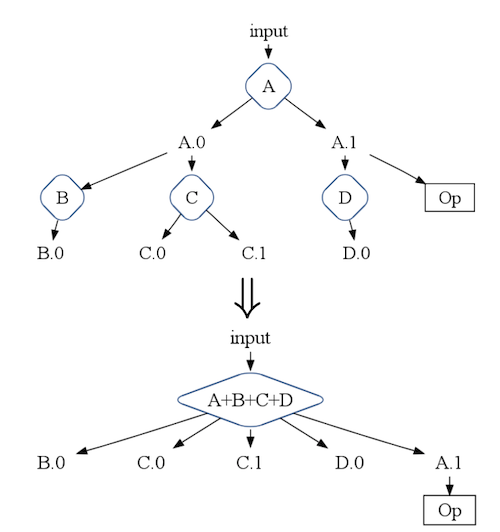 input
A
A.0 A.1
B C D Op
B.0 C.0 C.1 D.0
input
A+B+C+D
B.0 C.0 C.1 D.0 A.1
Op